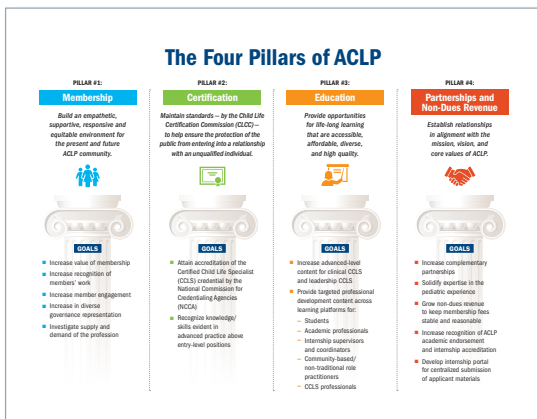 The Four Pillars of ACLP
PILLAR #1:
Membership
Build an empathetic,
supportive, responsive and
equitable environment for
the present and future
ACLP community.
GOALS
Increase value of membership
Increase recognition of
members' work
Increase member engagement
Increase in diverse
governance representation
Investigate supply and
demand of the profession
PILLAR #2:
Certification
Maintain standards — by the Child Life
Certification Commission (CLCC) —
to help ensure the protection of the
public from entering into a relationship
with an unqualified individual.
GOALS
Attain accreditation of the
Certified Child Life Specialist
(CCLS) credential by the
National Commission for
Credentialing Agencies
(NCCA)
Recognize knowledge/
skills evident in
advanced practice above
entry-level positions
PILLAR #3:
Education
Provide opportunities
for life-long learning
that are accessible,
affordable, diverse,
and high quality.
GOALS
Increase advanced-level
content for clinical CCLS
and leadership CCLS
Provide targeted professional
development content across
learning platforms for:
– Students
– Academic professionals
– Internship supervisors
and coordinators
– Community-based/
non-traditional role
practitioners
– CCLS professionals
PILLAR #4:
Partnerships and
Non-Dues Revenue
Establish relationships
in alignment with the
mission, vision, and
core values of ACLP.
GOALS
Increase complementary
partnerships
Solidify expertise in the
pediatric experience
Grow non-dues revenue
to keep membership fees
stable and reasonable
Increase recognition of ACLP
academic endorsement
and internship accreditation
Develop internship portal
for centralized submission
of applicant materials